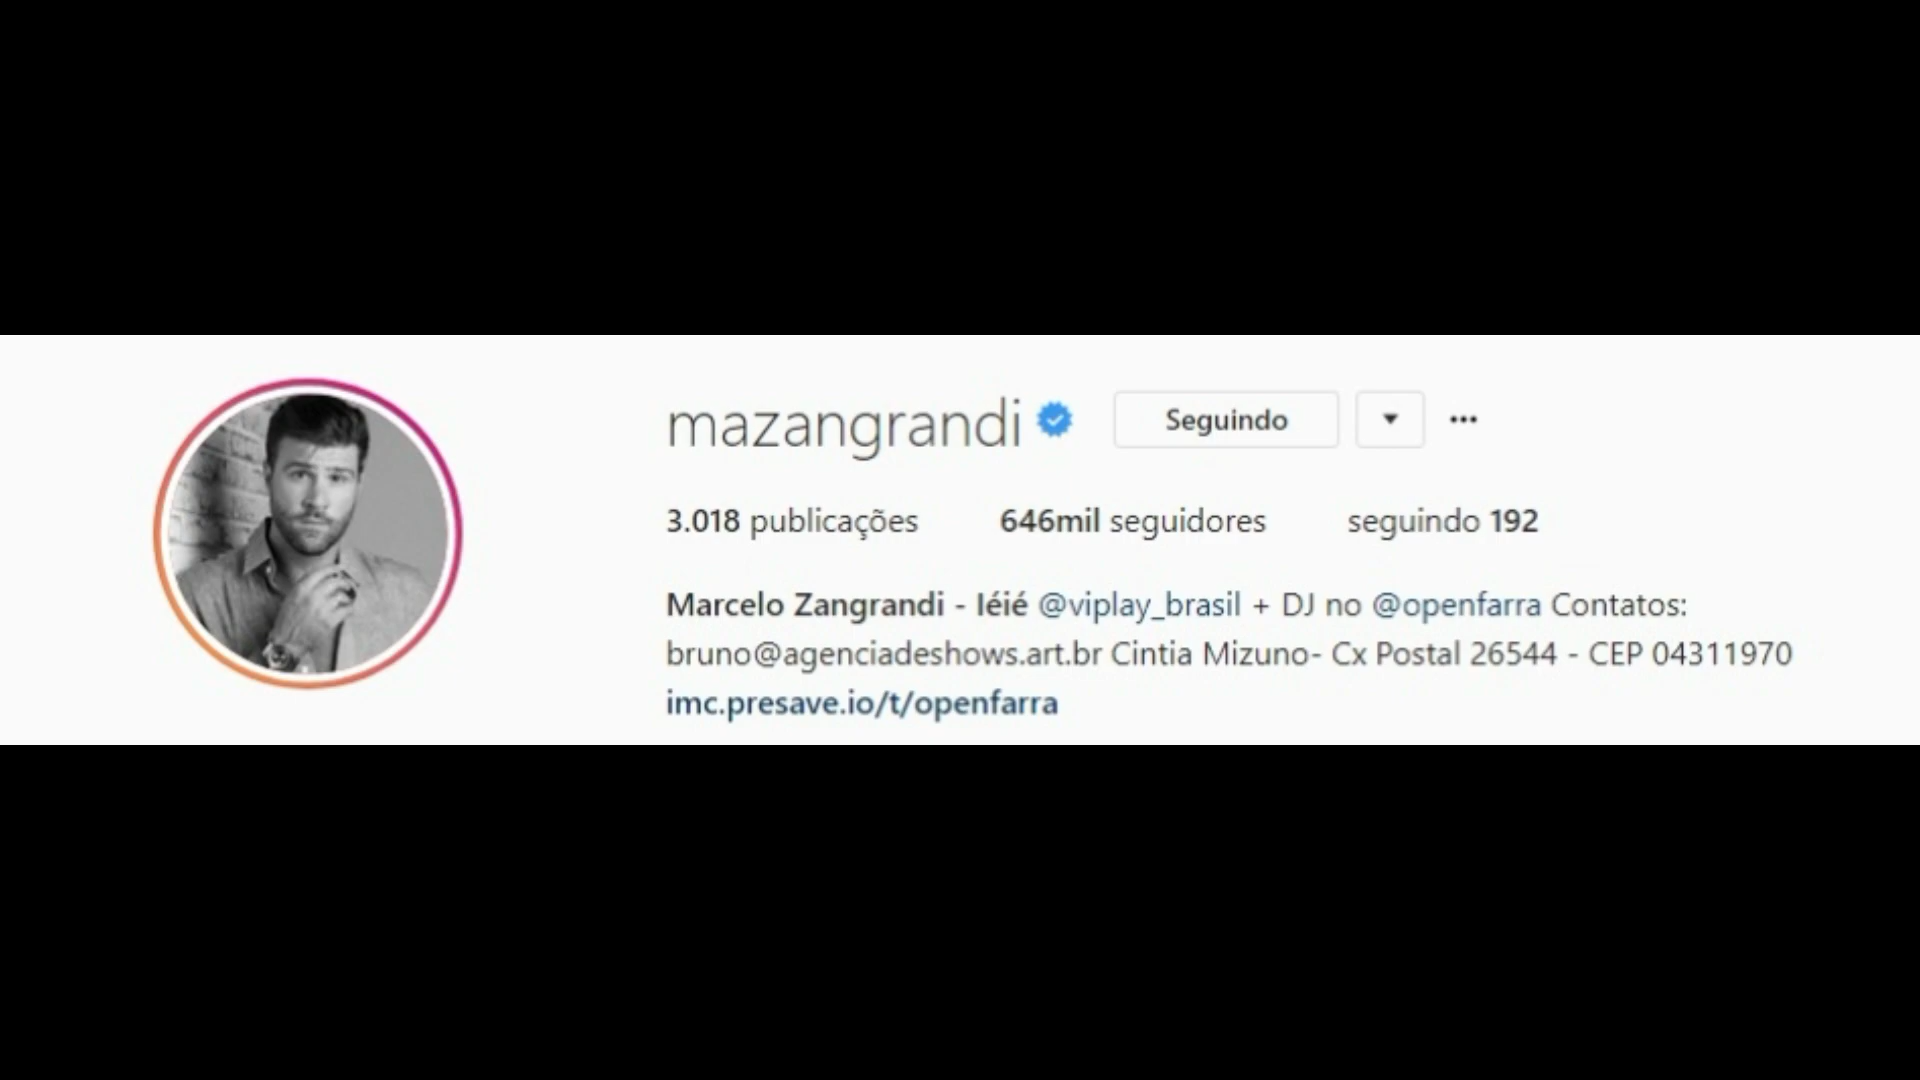 mazangrandi Seguindo
3.018 publicações 646mil seguidores seguindo 192
Marcelo Zangrandi - Iéié @viplay_brasil + DJ no @openfarra Contatos:
bruno@agenciadeshows.art.br Cintia Mizuno- Cx Postal 26544 - CEP 04311970
imc.presave.io/t/openfarra